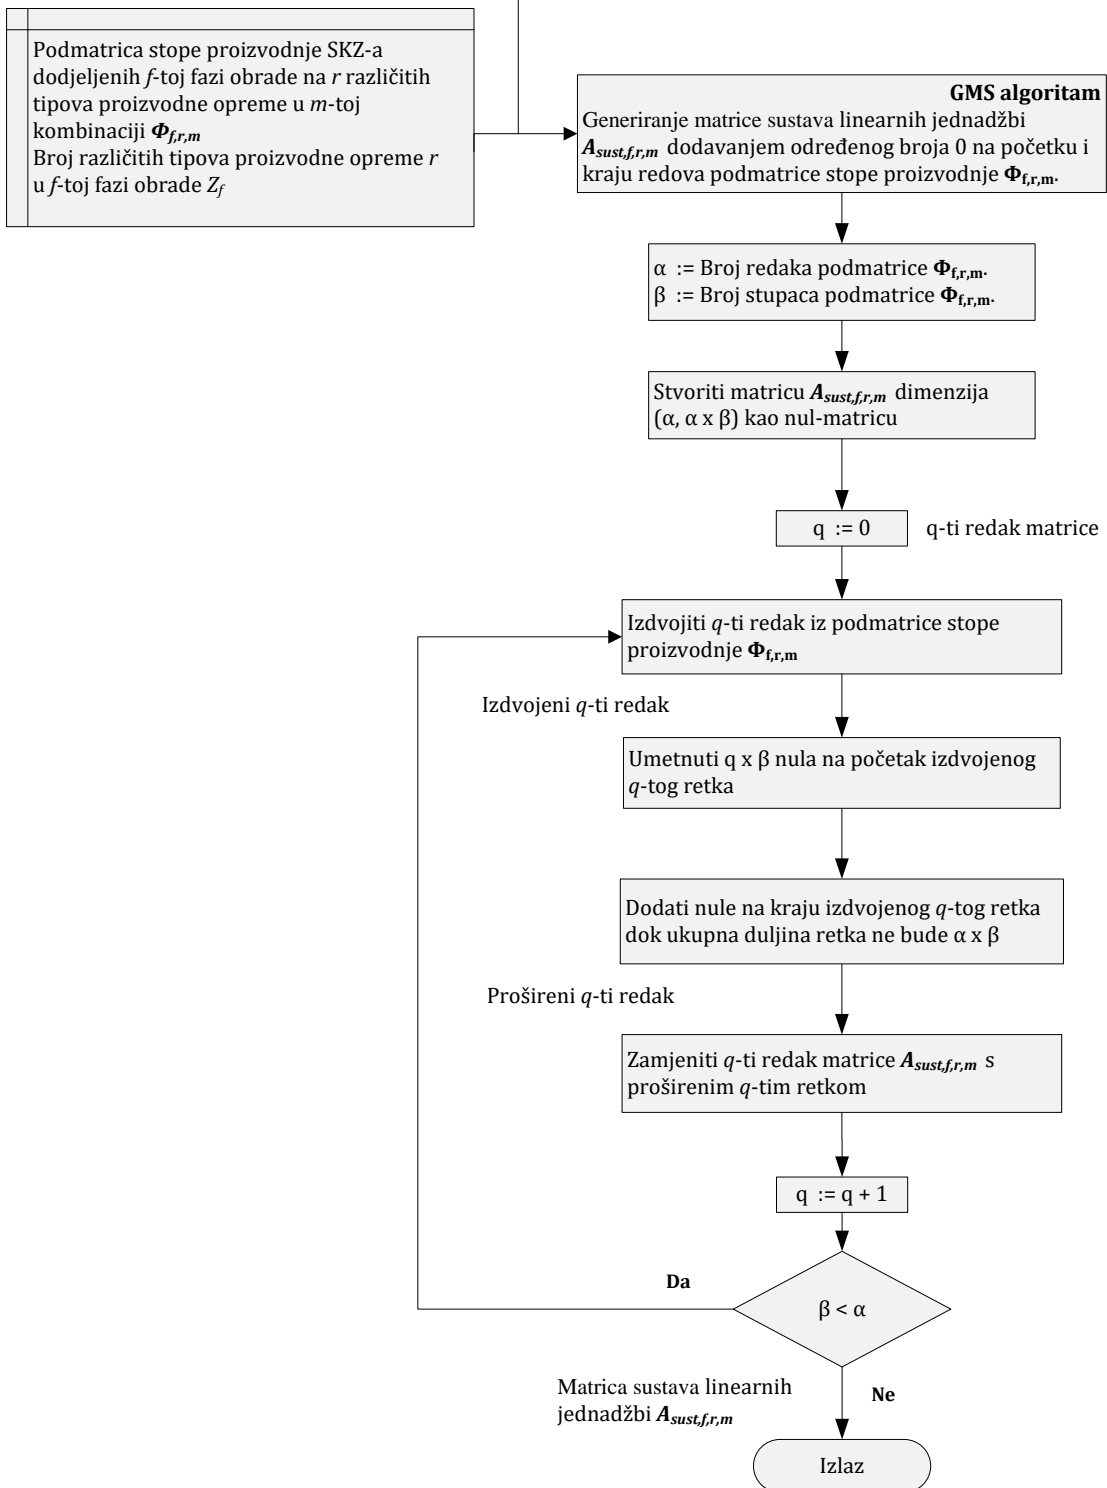 Podmatrica stope proizvodnje SKZ-a
dodjeljenih f-toj fazi obrade na r različitih
tipova proizvodne opreme u m-toj
kombinaciji Φf,r,m
Broj različitih tipova proizvodne opreme r
u f-toj fazi obrade Zf
GMS algoritam
Generiranje matrice sustava linearnih jednadžbi
Asust,f,r,m dodavanjem određenog broja 0 na početku i
kraju redova podmatrice stope proizvodnje Φf,r,m.
α := Broj redaka podmatrice Φf,r,m.
β := Broj stupaca podmatrice Φf,r,m.
Stvoriti matricu Asust,f,r,m dimenzija
(α, α x β) kao nul-matricu
q := 0
q-ti redak matrice
Izdvojiti q-ti redak iz podmatrice stope
proizvodnje Φf,r,m
Izdvojeni q-ti redak
Umetnuti q x β nula na početak izdvojenog
q-tog retka
Dodati nule na kraju izdvojenog q-tog retka
dok ukupna duljina retka ne bude α x β
Prošireni q-ti redak
Zamjeniti q-ti redak matrice Asust,f,r,m s
proširenim q-tim retkom
q := q + 1
Da
β < α
Matrica sustava linearnih
jednadžbi Asust,f,r,m
Ne
Izlaz